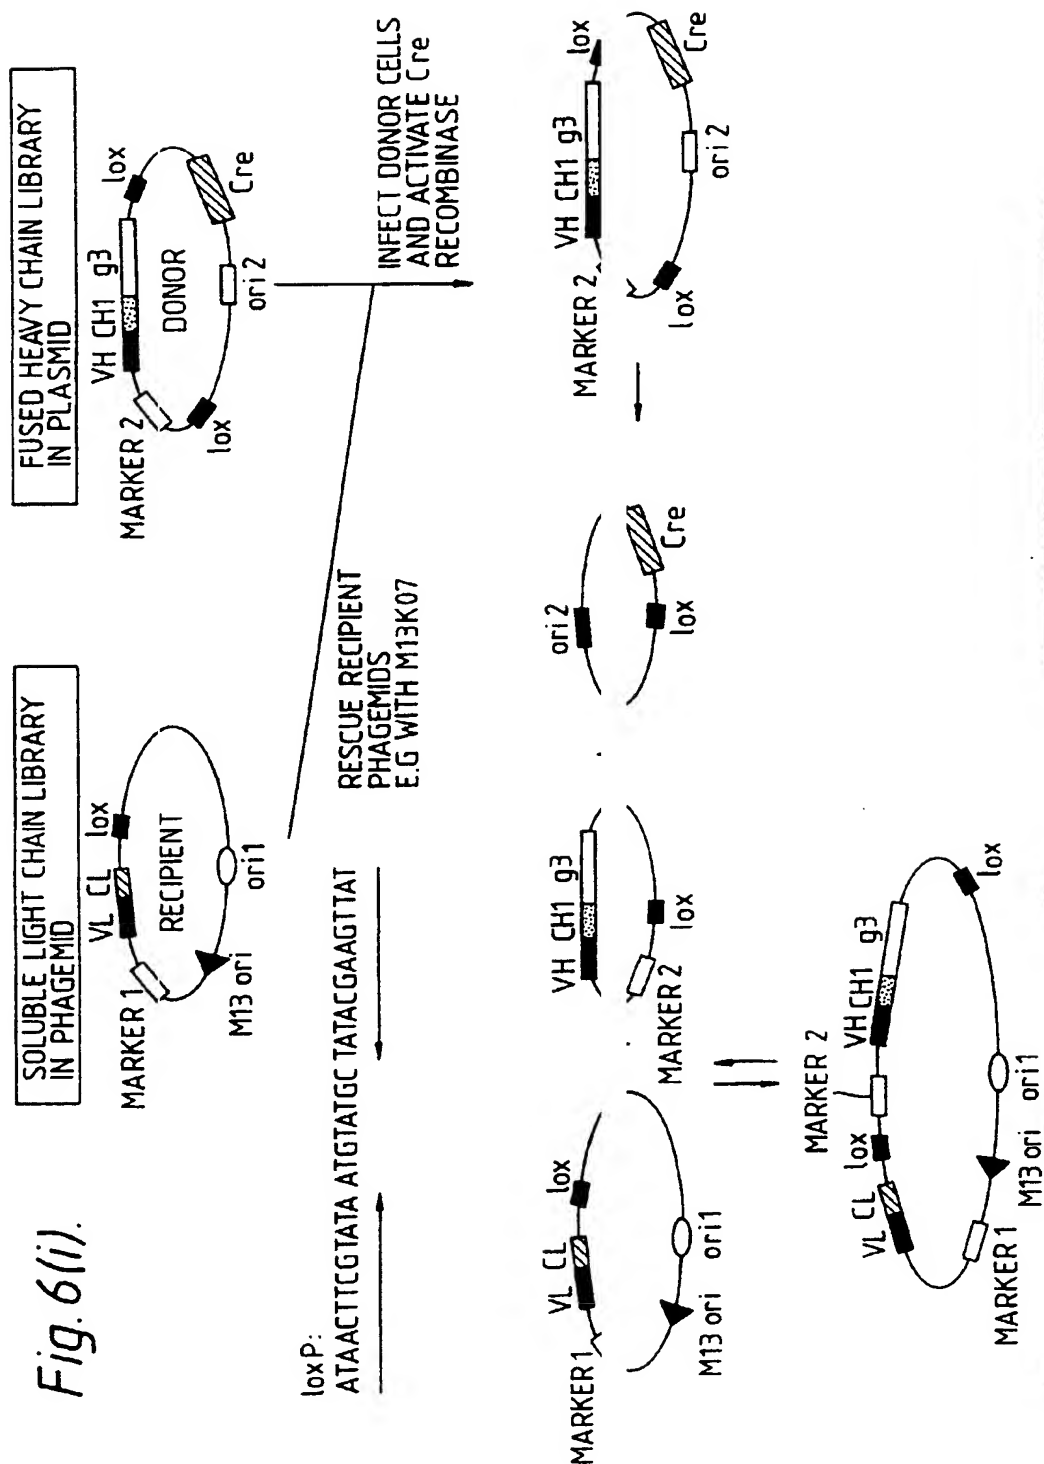 Fig. 6(i).
SOLUBLE LIGHT CHAIN LIBRARY
IN PHAGEMID
MARKER 1
VL CL
lox
RECIPIENT
M13 ori
ori1
FUSED HEAVY CHAIN LIBRARY
IN PLASMID
MARKER 2
VH CH1 g3
lox
DONOR
lox
ori 2
Cre
loxP:
ATAACTTCGTATA ATGTATGC TATACGAAGTTAT
RESCUE RECIPIENT
PHAGEMIDS
E.G WITH M13K07
INFECT DONOR CELLS
AND ACTIVATE Cre
RECOMBINASE
MARKER 1
VL CL
lox
M13 ori
ori1
VH CH1 g3
MARKER 2
lox
ori 2
lox
Cre
MARKER 2
VH CH1 g3
lox
lox
ori 2
Cre
VL CL
lox
MARKER 2
VH CH1 g3
MARKER 1
M13 ori
ori1
lox